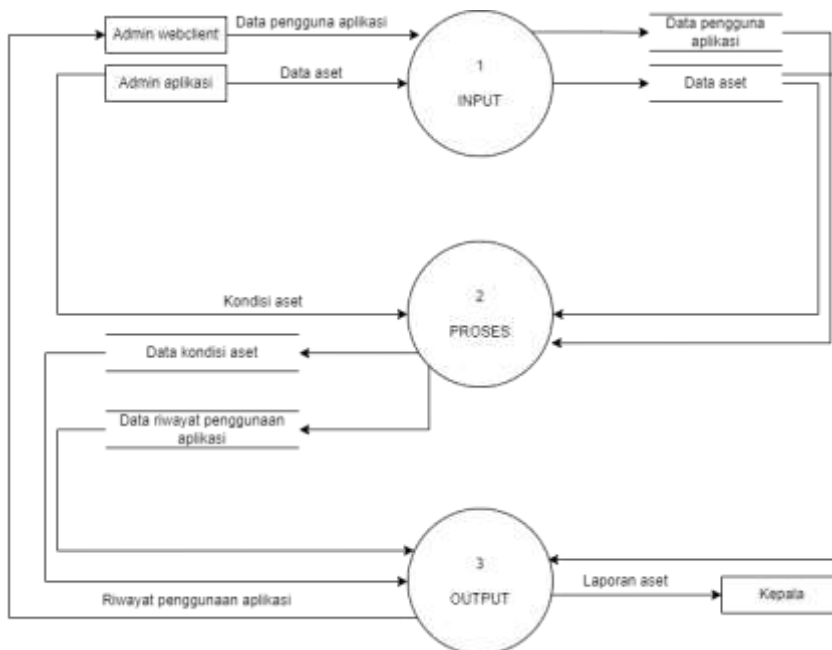 Admin webclient
Data pengguna aplikasi
Admin aplikasi
Data aset
1
INPUT
Data pengguna
aplikasi
Data aset
Kondisi aset
2
PROSES
Data kondisi aset
Data riwayat penggunaan
aplikasi
3
OUTPUT
Riwayat penggunaan aplikasi
Laporan aset
Kepala